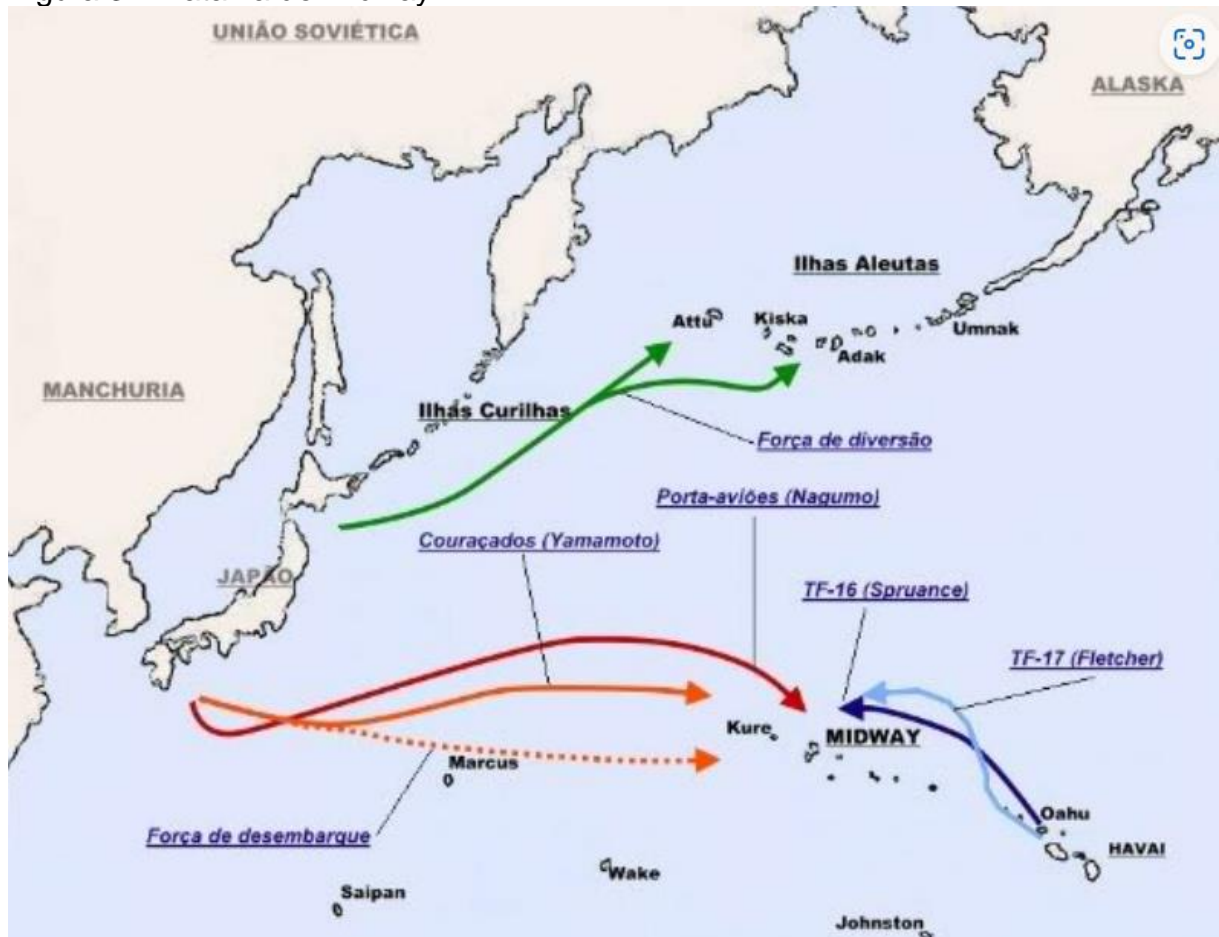 UNIÃO SOVIÉTICA
ALASKA
Ilhas Aleutas
Attu
Kiska
Umnak
Adak
MANCHURIA
Ilhas Curilhas
Força de diversão
Porta-aviões (Nagumo)
Couraçados (Yamamoto)
JAPÃO
TF-16 (Spruance)
TF-17 (Fletcher)
Kure
MIDWAY
Marcus
Oahu
Força de desembarque
HAVAI
Wake
Saipan
Johnston